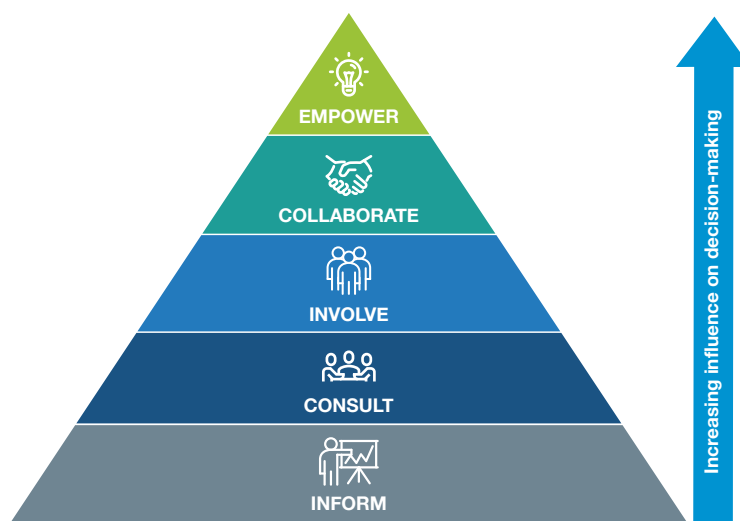 EMPOWER
COLLABORATE
INVOLVE
CONSULT
INFORM
Increasing influence on decision-making